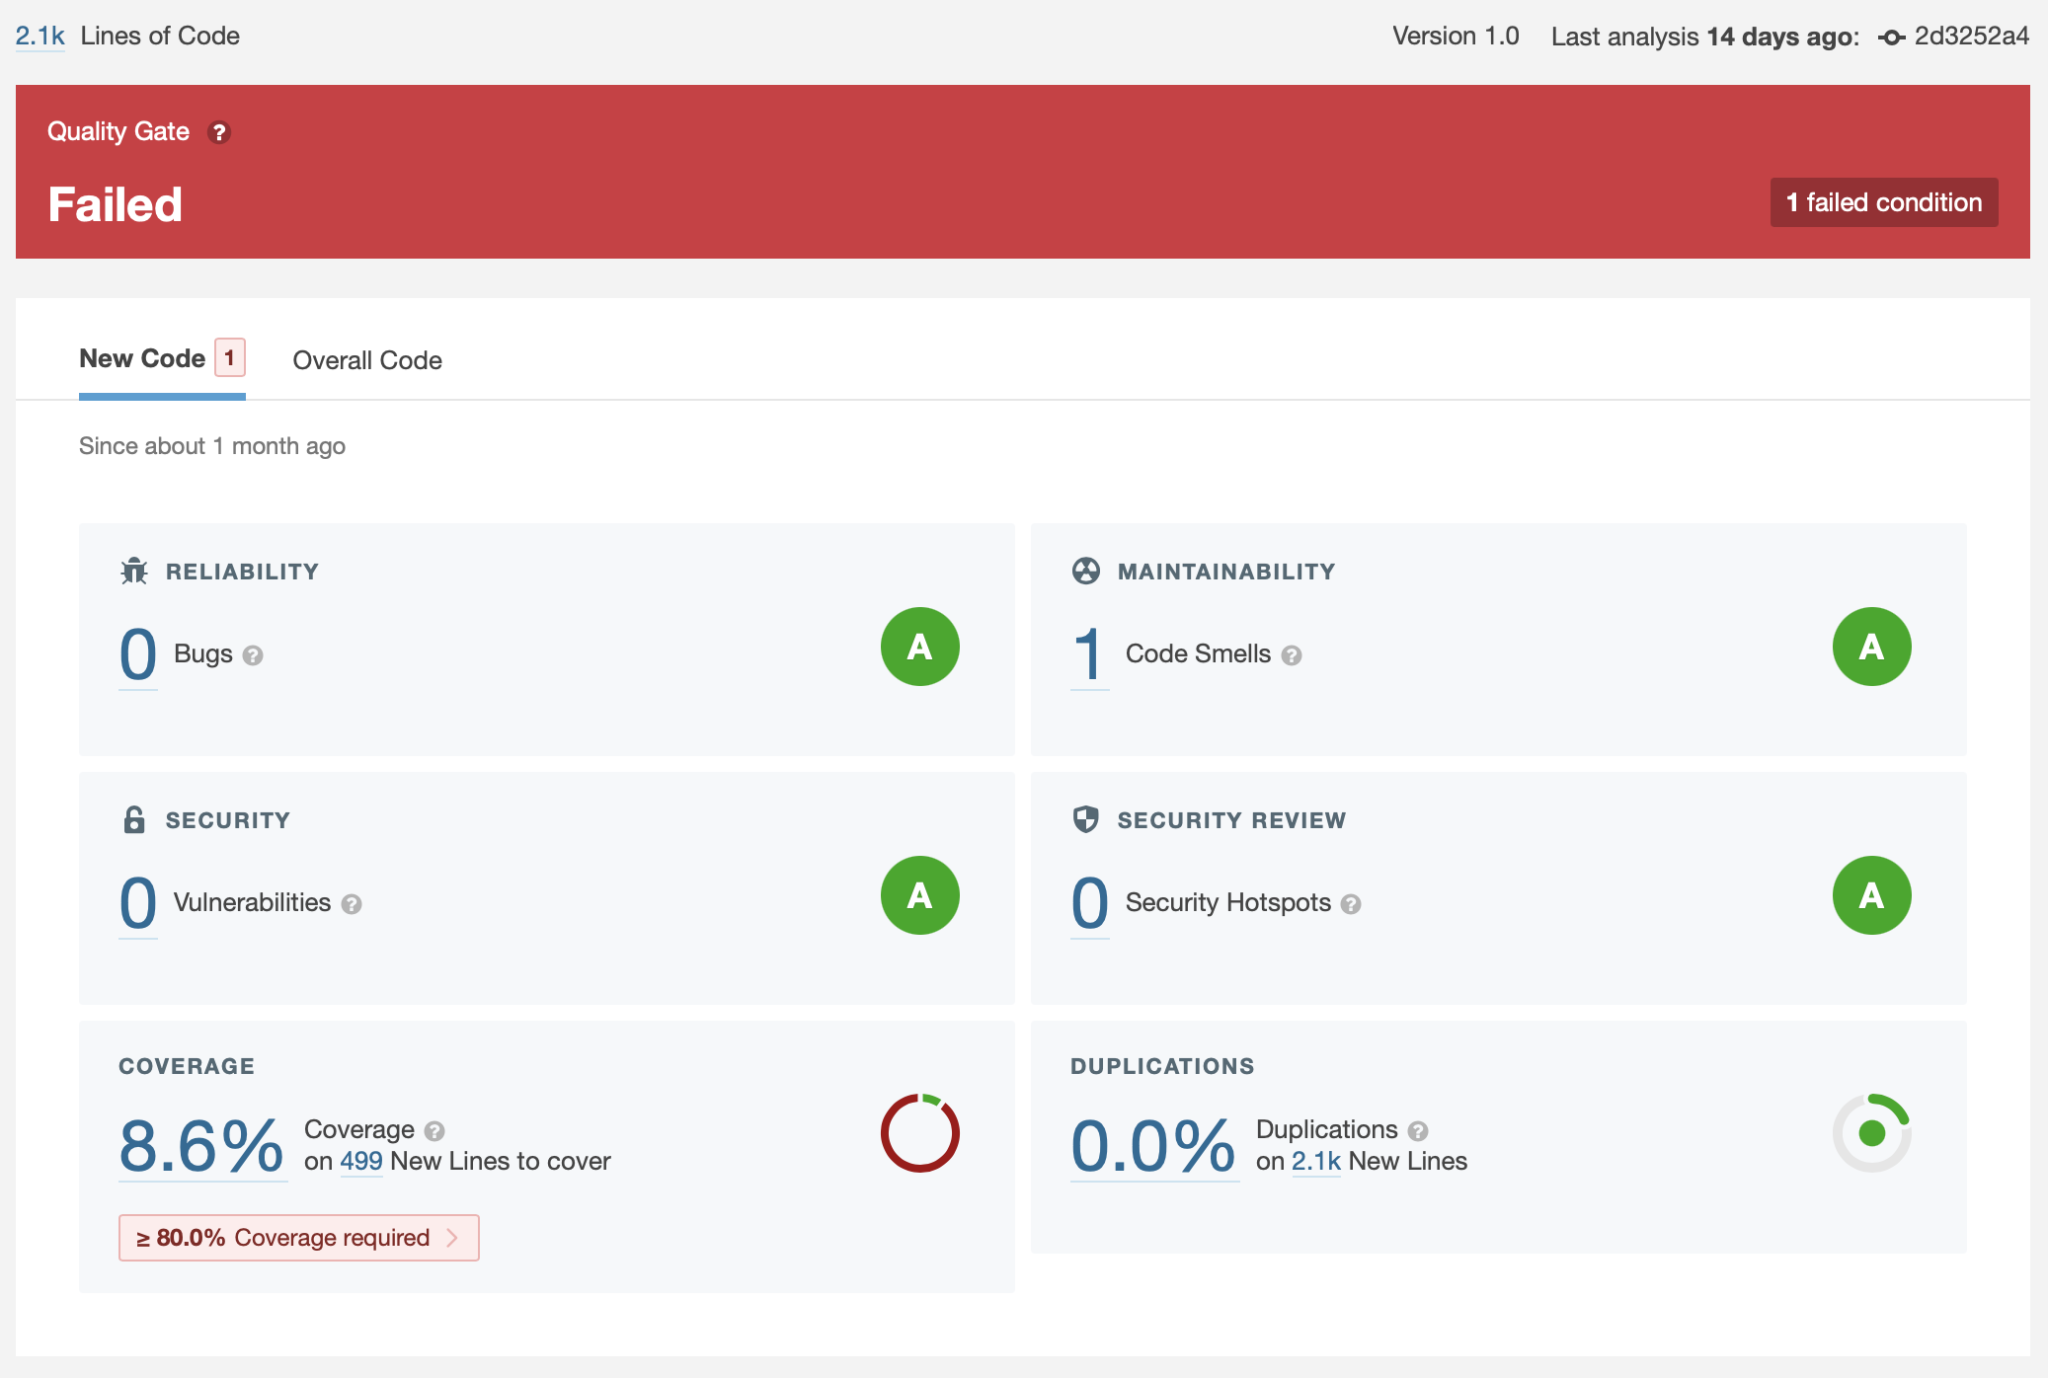 2.1k Lines of Code
Version 1.0 Last analysis 14 days ago: 2d3252a4
Quality Gate ?
Failed
1 failed condition
New Code 1
Overall Code
Since about 1 month ago
RELIABILITY
0 Bugs ?
A
MAINTAINABILITY
1 Code Smells ?
A
SECURITY
0 Vulnerabilities ?
A
SECURITY REVIEW
0 Security Hotspots ?
A
COVERAGE
8.6%
Coverage ?
on 499 New Lines to cover
≥ 80.0% Coverage required
DUPLICATIONS
0.0%
Duplications ?
on 2.1k New Lines